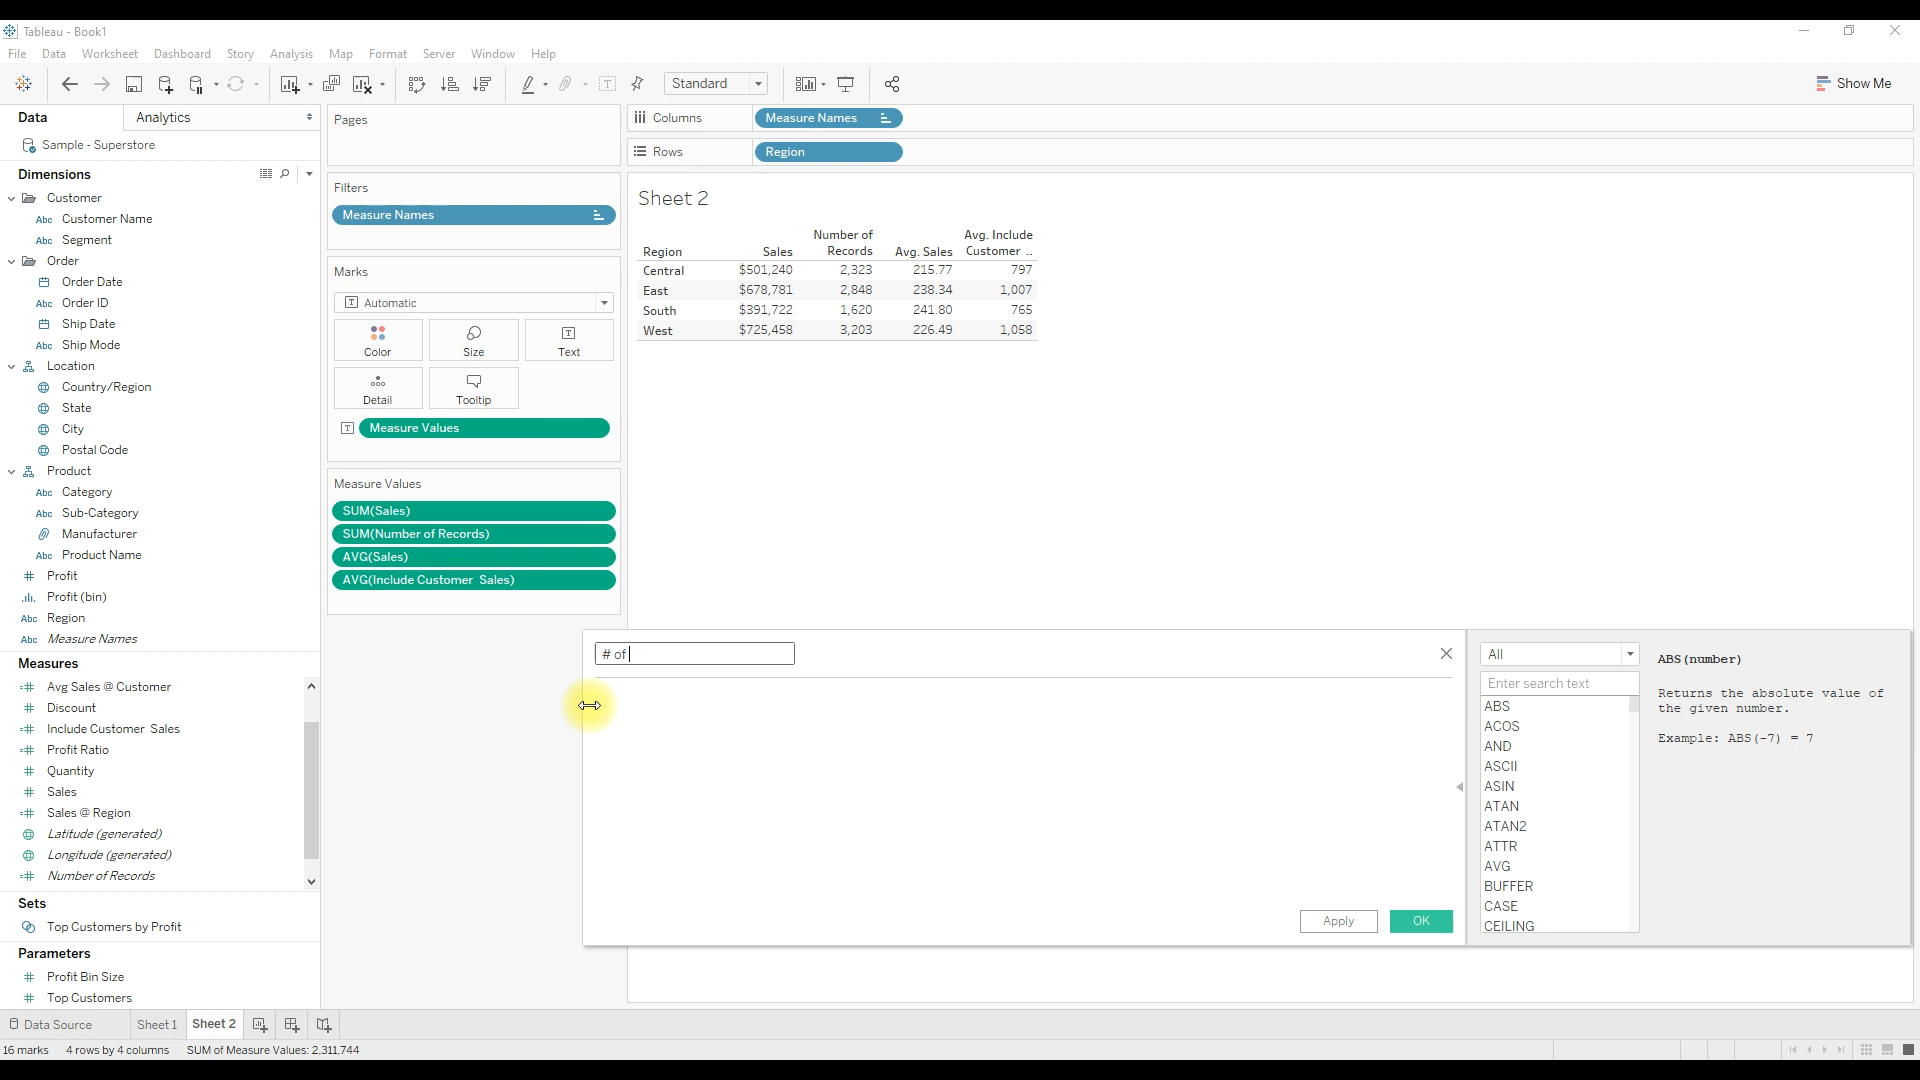 Tableau - Book1
File Data Worksheet Dashboard Story Analysis Map Format Server Window Help
Standard
Show Me
Data
Analytics
Sample - Superstore
Dimensions
Customer
Abc Customer Name
Abc Segment
Order
Order Date
Abc Order ID
Ship Date
Abc Ship Mode
Location
Country/Region
State
City
Postal Code
Product
Abc Category
Abc Sub-Category
Manufacturer
Abc Product Name
# Profit
Profit (bin)
Abc Region
Abc Measure Names
Measures
=# Avg Sales @ Customer
# Discount
=# Include Customer Sales
=# Profit Ratio
# Quantity
# Sales
=# Sales @ Region
Latitude (generated)
Longitude (generated)
=# Number of Records
Sets
Top Customers by Profit
Parameters
# Profit Bin Size
# Top Customers
Pages
Filters
Measure Names
Marks
T Automatic
Color
Size
T Text
Detail
Tooltip
T Measure Values
Measure Values
SUM(Sales)
SUM(Number of Records)
AVG(Sales)
AVG(Include Customer Sales)
Columns Measure Names
Rows Region
Sheet 2
Region Sales Number of Records Avg. Sales Avg. Include Customer ..
Central $501,240 2,323 215.77 797
East $678,781 2,848 238.34 1,007
South $391,722 1,620 241.80 765
West $725,458 3,203 226.49 1,058
# of
Apply
OK
All
Enter search text
ABS
ACOS
AND
ASCII
ASIN
ATAN
ATAN2
ATTR
AVG
BUFFER
CASE
CEILING
ABS(number)
Returns the absolute value of
the given number.
Example: ABS(-7) = 7
Data Source
Sheet 1
Sheet 2
16 marks 4 rows by 4 columns SUM of Measure Values: 2,311,744